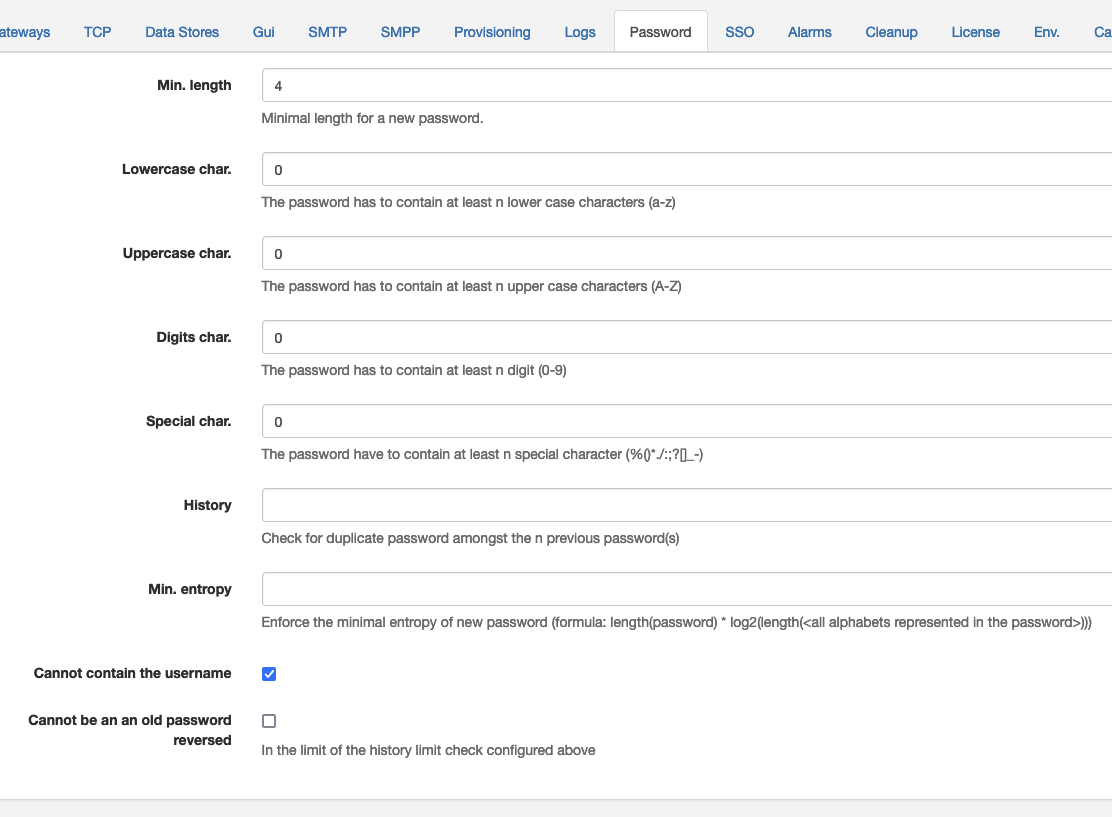 ateways TCP Data Stores Gui SMTP SMPP Provisioning Logs Password SSO Alarms Cleanup License Env. Ca
Min. length 4
Minimal length for a new password.
Lowercase char. 0
The password has to contain at least n lower case characters (a-z)
Uppercase char. 0
The password has to contain at least n upper case characters (A-Z)
Digits char. 0
The password has to contain at least n digit (0-9)
Special char. 0
The password have to contain at least n special character (%()*./:;?[]_-)
History
Check for duplicate password amongst the n previous password(s)
Min. entropy
Enforce the minimal entropy of new password (formula: length(password) * log2(length(<all alphabets represented in the password>)))
Cannot contain the username
Cannot be an an old password
reversed
In the limit of the history limit check configured above